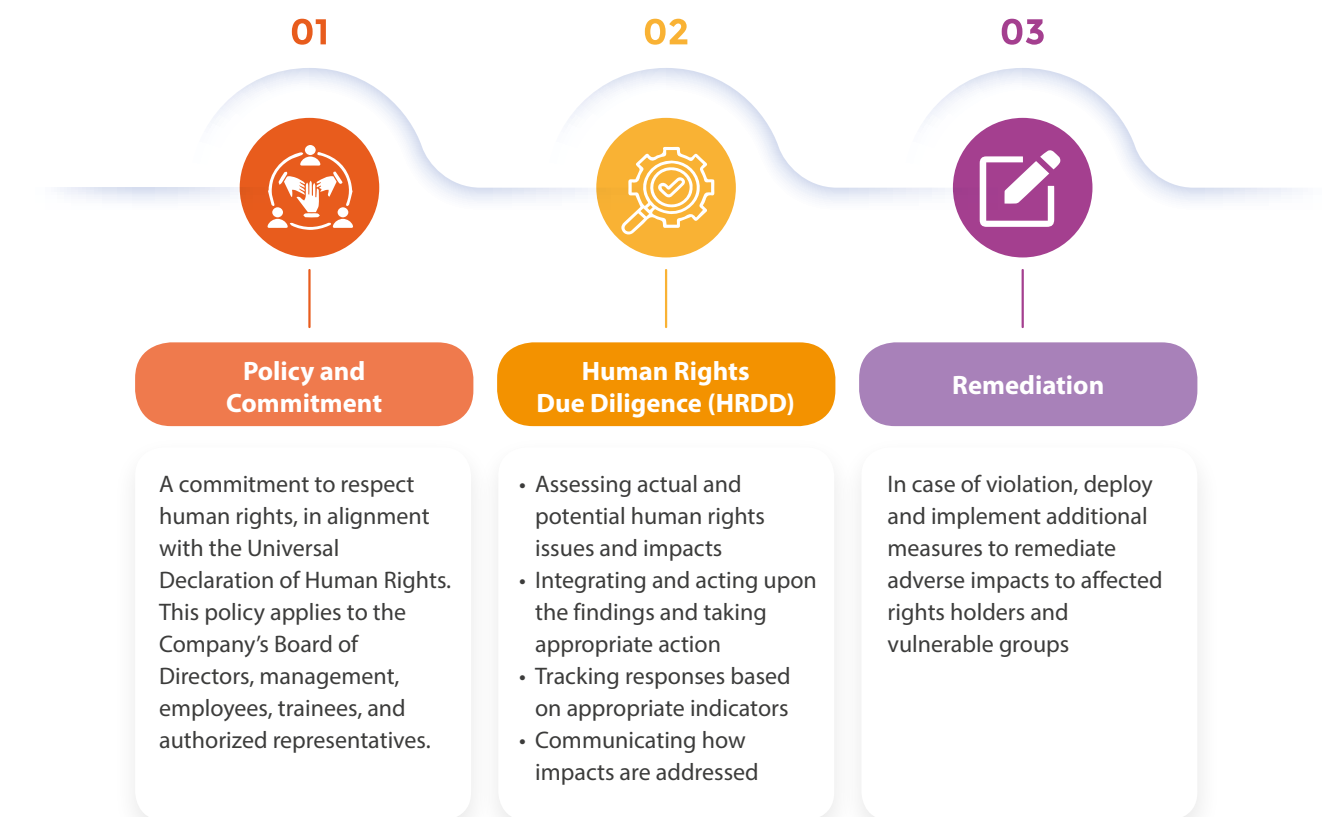 01
02
03
Policy and
Commitment
Human Rights
Due Diligence (HRDD)
Remediation
A commitment to respect
human rights, in alignment
with the Universal
Declaration of Human Rights.
This policy applies to the
Company’s Board of
Directors, management,
employees, trainees, and
authorized representatives.
• Assessing actual and
potential human rights
issues and impacts
• Integrating and acting upon
the findings and taking
appropriate action
• Tracking responses based
on appropriate indicators
• Communicating how
impacts are addressed
In case of violation, deploy
and implement additional
measures to remediate
adverse impacts to affected
rights holders and
vulnerable groups